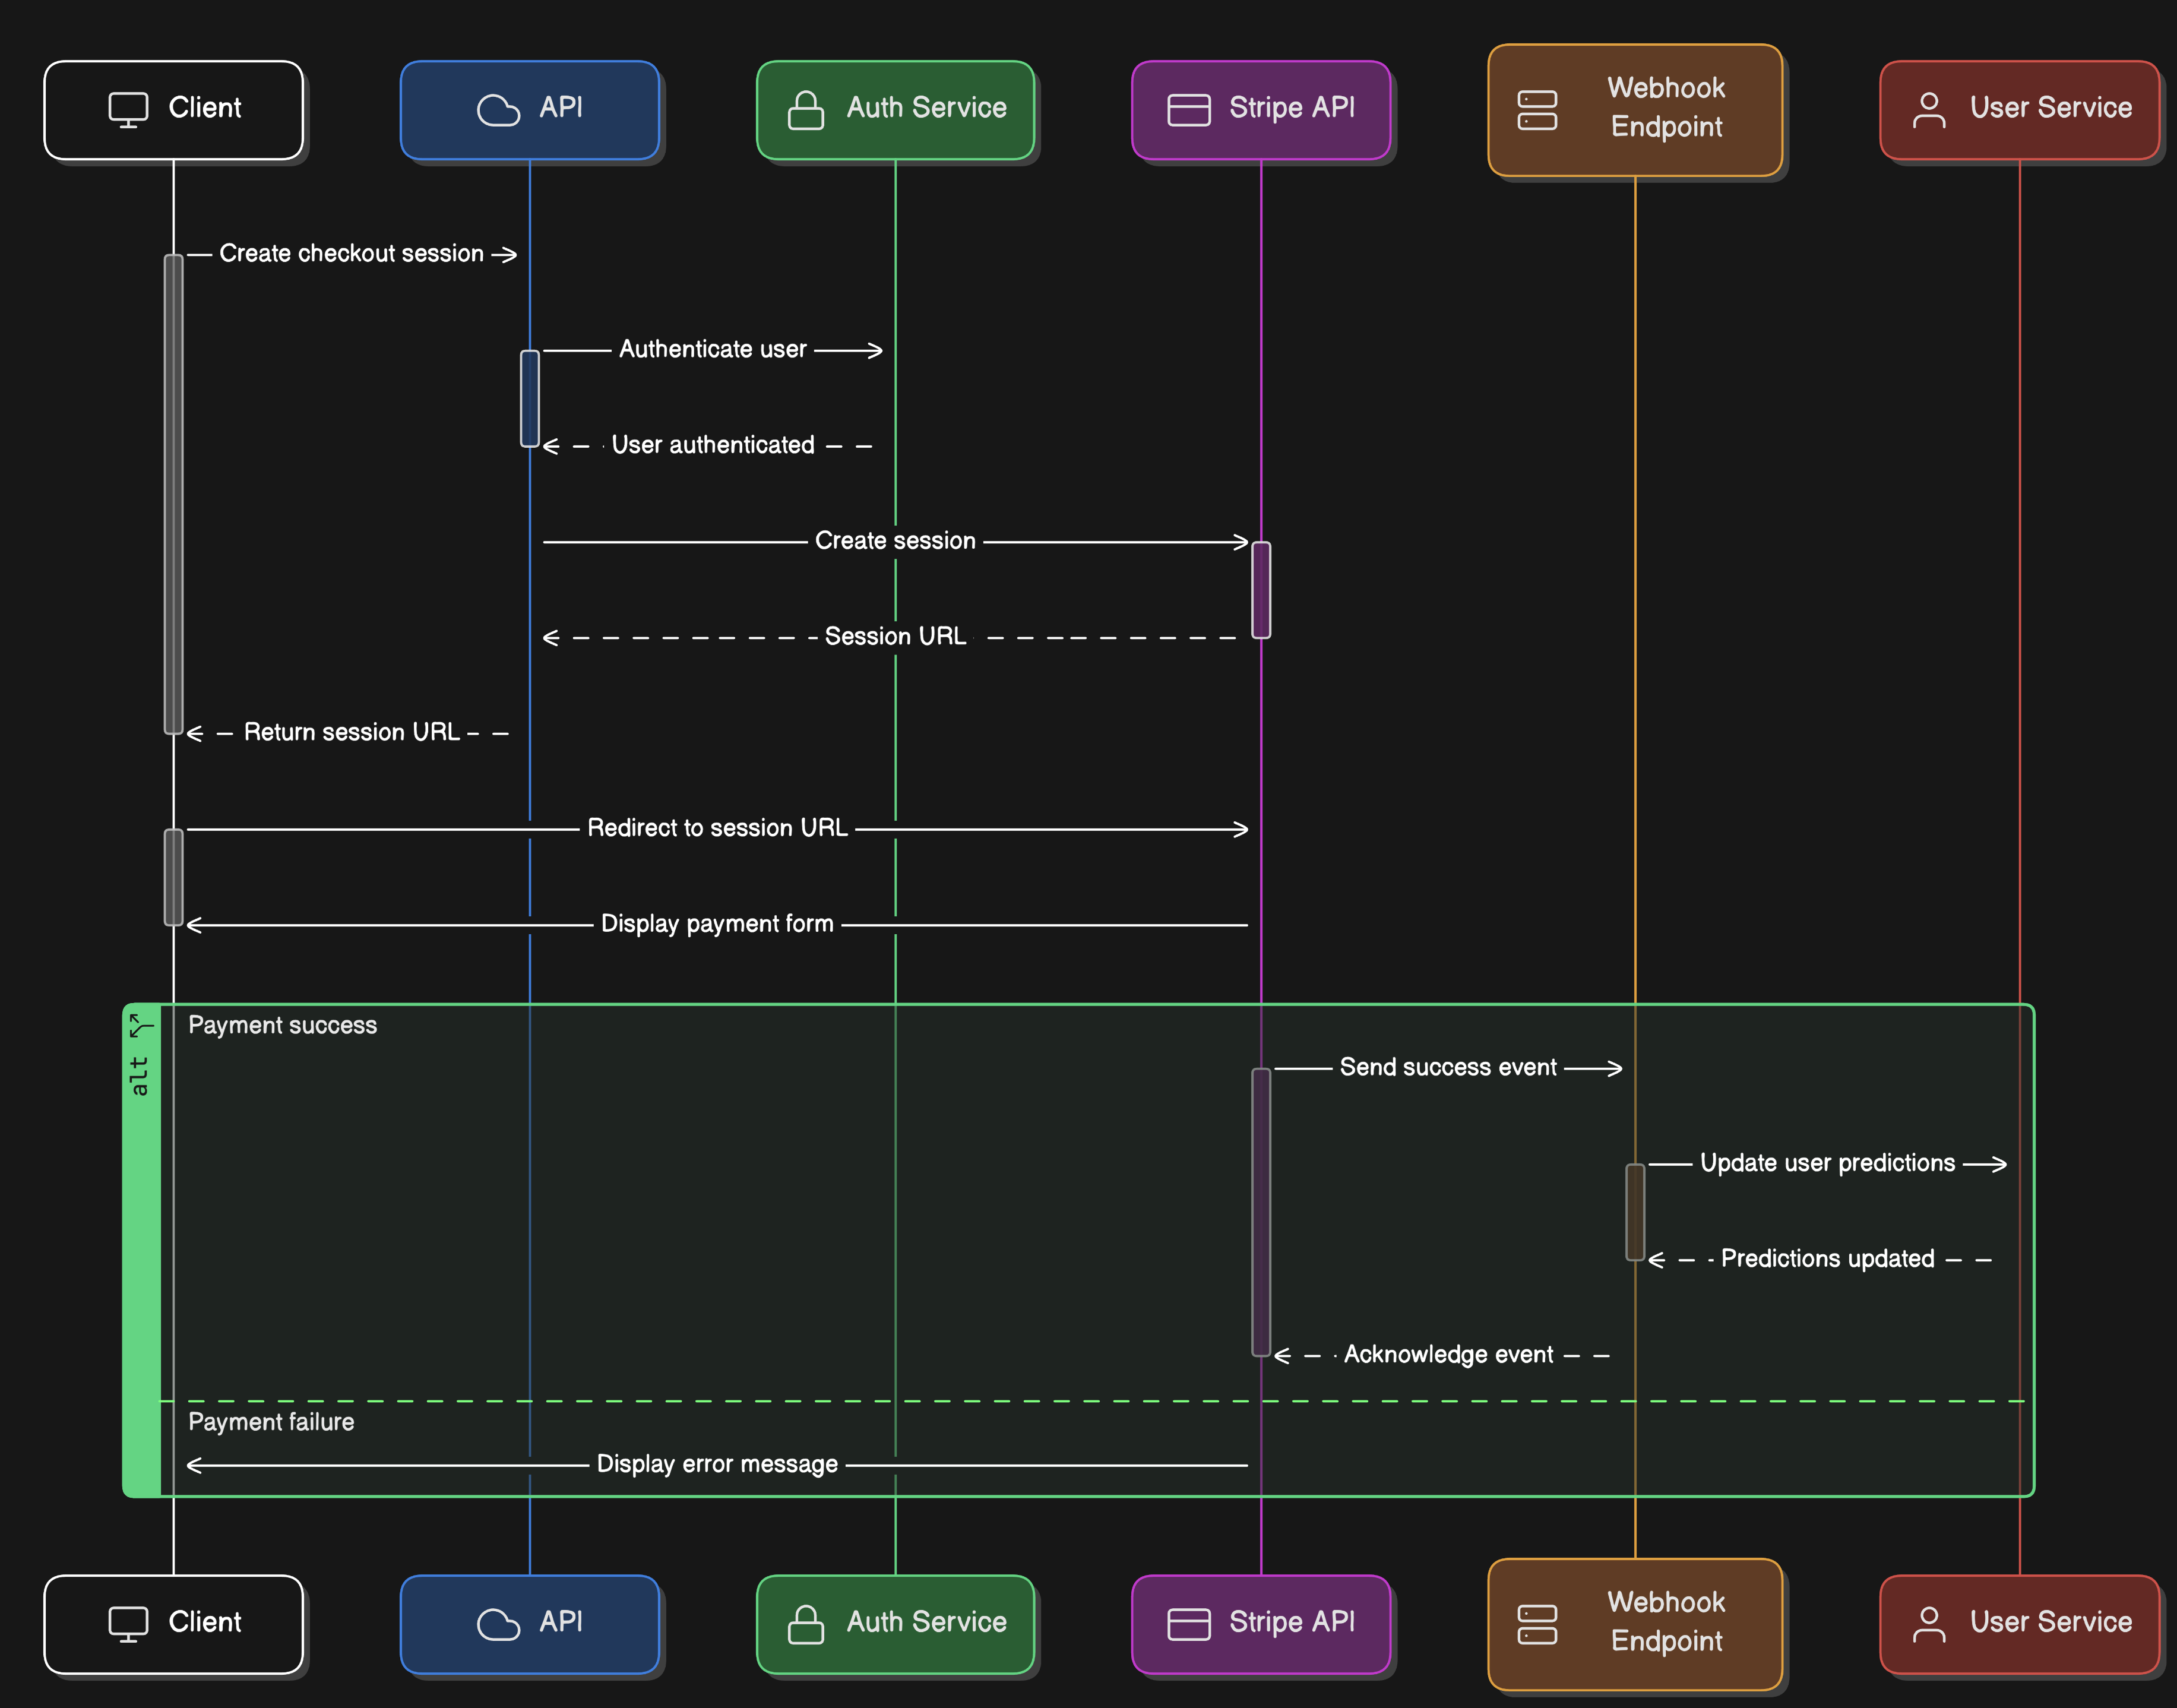 Client
API
Auth Service
Stripe API
Webhook
Endpoint
User Service
Create checkout session
Authenticate user
User authenticated
Create session
Session URL
Return session URL
Redirect to session URL
Display payment form
alt
Payment success
Send success event
Update user predictions
Predictions updated
Acknowledge event
Payment failure
Display error message
Client
API
Auth Service
Stripe API
Webhook
Endpoint
User Service